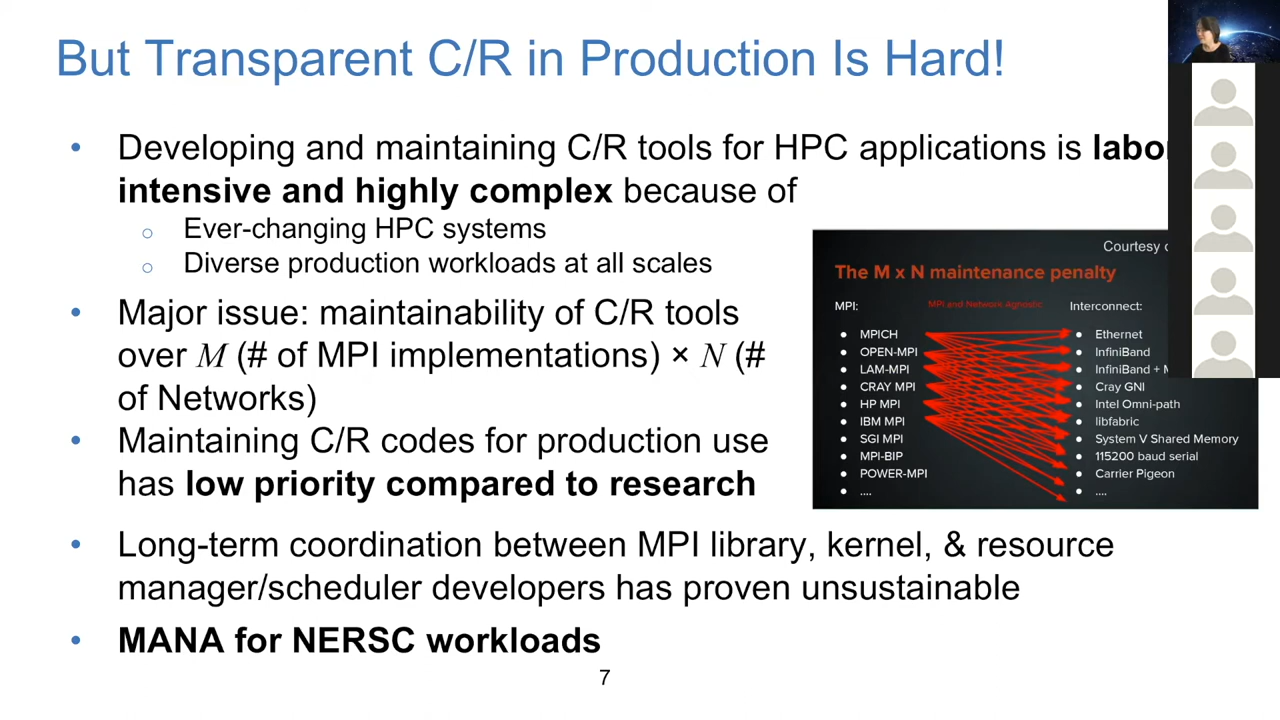 But Transparent C/R in Production Is Hard!
• Developing and maintaining C/R tools for HPC applications is
intensive and highly complex because of
○ Ever-changing HPC systems
○ Diverse production workloads at all scales
Courtesy
The M x N maintenance penalty
MPI:
MPI and Network Agnostic
Interconnect:
• MPICH
• OPEN-MPI
• LAM-MPI
• CRAY MPI
• HP MPI
• IBM MPI
• SGI MPI
• MPI-BIP
• POWER-MPI
• ....
• Ethernet
• InfiniBand
• InfiniBand +
• Cray GNI
• Intel Omni-path
• libfabric
• System V Shared Memory
• 115200 baud serial
• Carrier Pigeon
• ....
• Major issue: maintainability of C/R tools
over M (# of MPI implementations) × N (#
of Networks)
• Maintaining C/R codes for production use
has low priority compared to research
• Long-term coordination between MPI library, kernel, & resource
manager/scheduler developers has proven unsustainable
• MANA for NERSC workloads
7